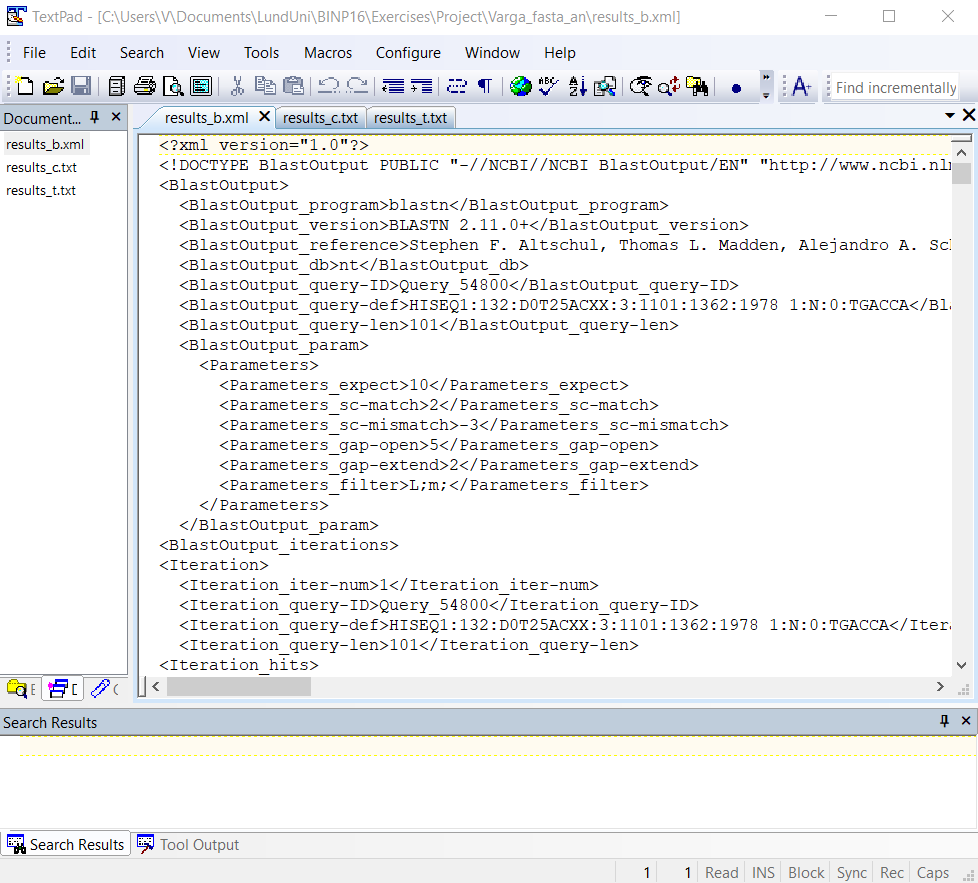 TextPad - [C:\Users\V\Documents\LundUni\BINP16\Exercises\Project\Varga_fasta_an\results_b.xml]
File Edit Search View Tools Macros Configure Window Help
Find incrementally
Document...
results_b.xml
results_c.txt
results_t.txt
results_b.xml results_c.txt results_t.txt
<?xml version="1.0"?>
<!DOCTYPE BlastOutput PUBLIC "-//NCBI//NCBI BlastOutput/EN" "http://www.ncbi.nlm
<BlastOutput>
<BlastOutput_program>blastn</BlastOutput_program>
<BlastOutput_version>BLASTN 2.11.0+</BlastOutput_version>
<BlastOutput_reference>Stephen F. Altschul, Thomas L. Madden, Alejandro A. Sch
<BlastOutput_db>nt</BlastOutput_db>
<BlastOutput_query-ID>Query_54800</BlastOutput_query-ID>
<BlastOutput_query-def>HISEQ1:132:D0T25ACXX:3:1101:1362:1978 1:N:0:TGACCA</Bla
<BlastOutput_query-len>101</BlastOutput_query-len>
<BlastOutput_param>
<Parameters>
<Parameters_expect>10</Parameters_expect>
<Parameters_sc-match>2</Parameters_sc-match>
<Parameters_sc-mismatch>-3</Parameters_sc-mismatch>
<Parameters_gap-open>5</Parameters_gap-open>
<Parameters_gap-extend>2</Parameters_gap-extend>
<Parameters_filter>L;m;</Parameters_filter>
</Parameters>
</BlastOutput_param>
<BlastOutput_iterations>
<Iteration>
<Iteration_iter-num>1</Iteration_iter-num>
<Iteration_query-ID>Query_54800</Iteration_query-ID>
<Iteration_query-def>HISEQ1:132:D0T25ACXX:3:1101:1362:1978 1:N:0:TGACCA</Itera
<Iteration_query-len>101</Iteration_query-len>
<Iteration_hits>
Search Results
Search Results Tool Output
1 1 Read INS Block Sync Rec Caps